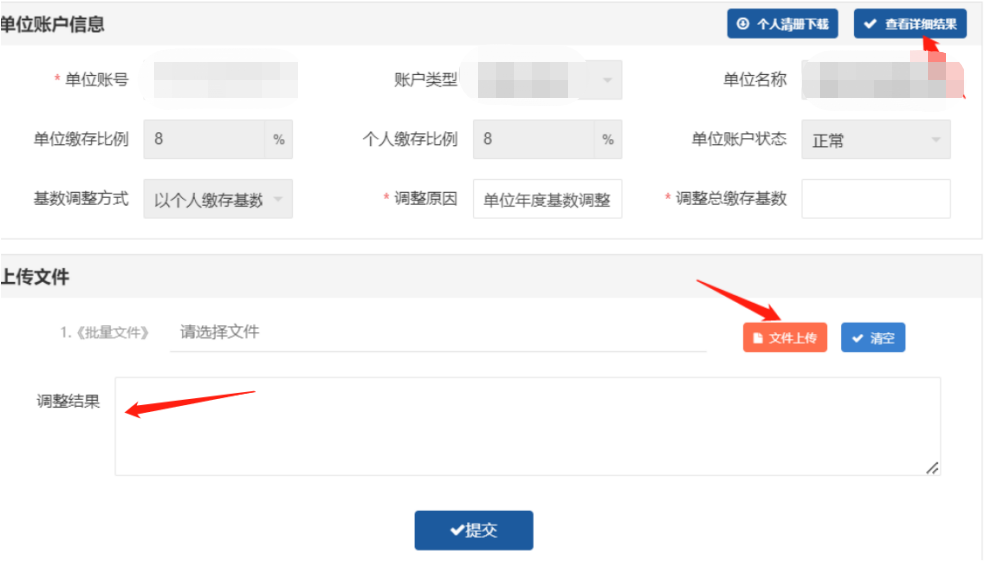 单位账户信息 个人清册下载 查看详细结果
* 单位账号 账户类型 单位名称
单位缴存比例 8 % 个人缴存比例 8 % 单位账户状态 正常
基数调整方式 以个人缴存基数 * 调整原因 单位年度基数调整 * 调整总缴存基数
上传文件
1.《批量文件》 请选择文件 文件上传 清空
调整结果
提交